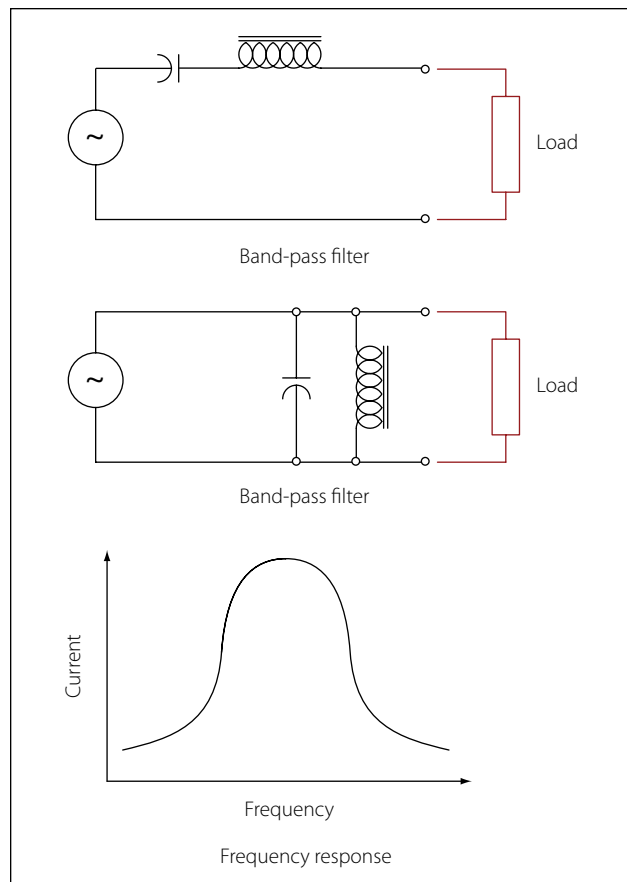 ~
Load
Band-pass filter
~
Load
Band-pass filter
Current
Frequency
Frequency response